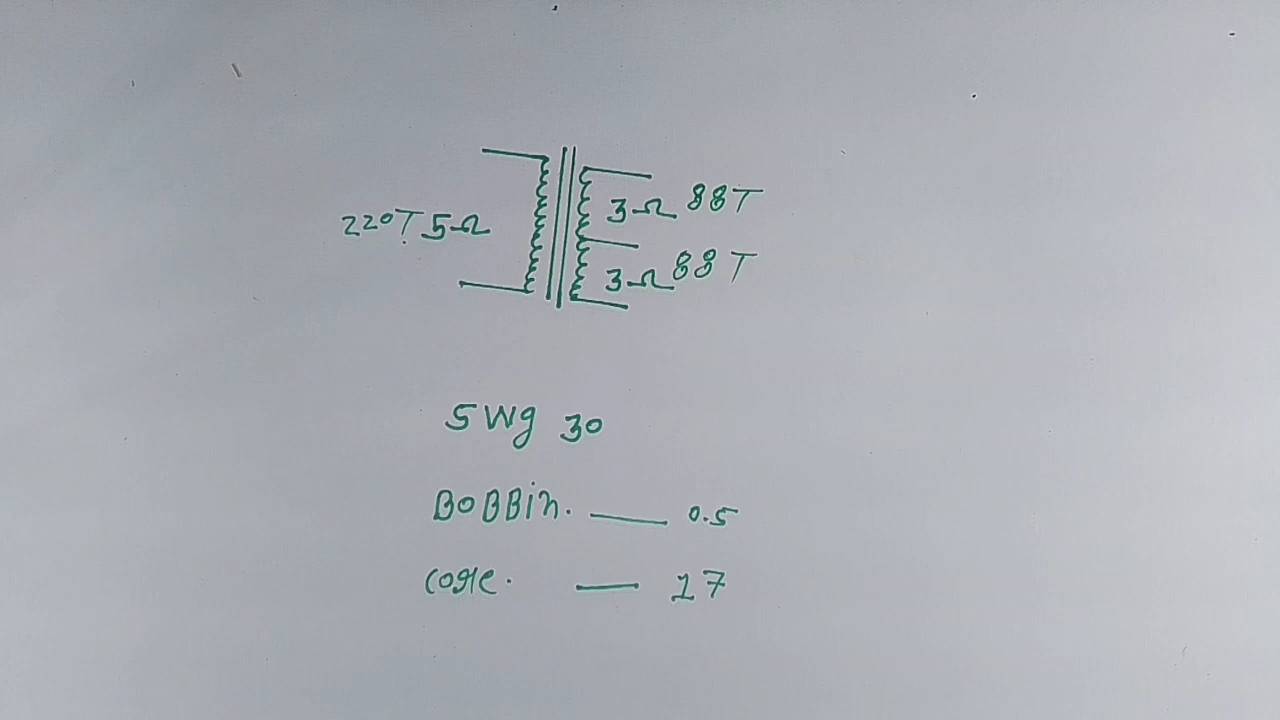 220T 5Ω
3Ω 88T
3Ω 88T
SWg 30
BOBBin. — 0.5
core. — 17